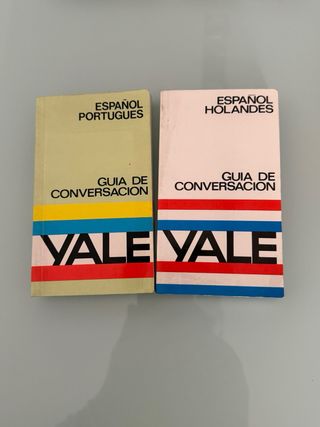 ESPAÑOL
PORTUGUES
GUIA DE
CONVERSACION
YALE
ESPAÑOL
HOLANDES
GUIA DE
CONVERSACION
YALE